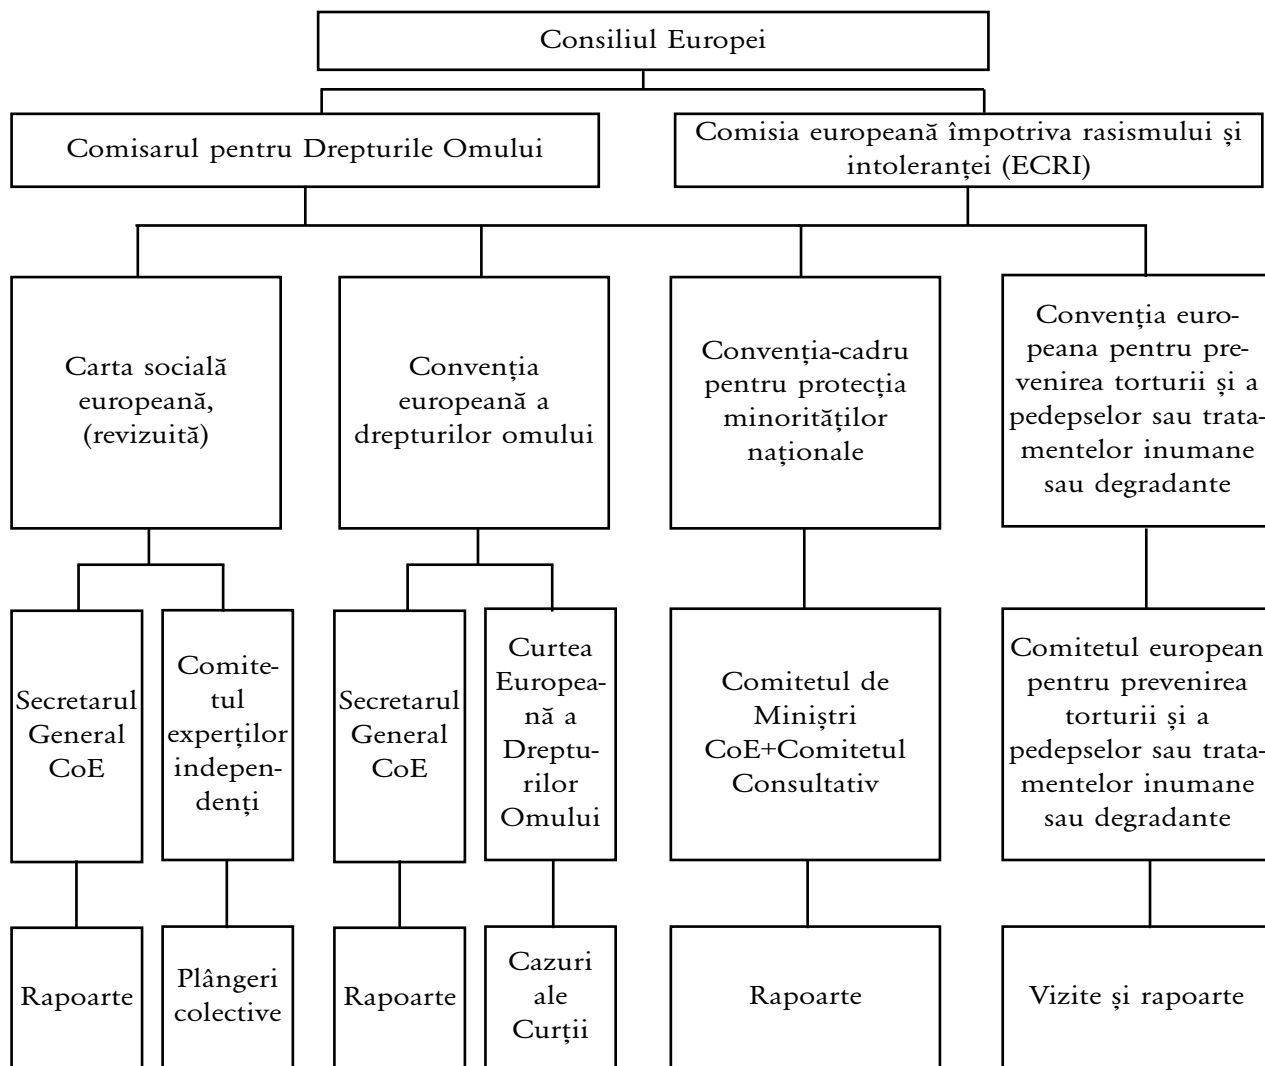 Consiliul Europei
Comisarul pentru Drepturile Omului
Comisia europeană împotriva rasismului și
intoleranței (ECRI)
Carta socială
europeană,
(revizuită)
Convenția
europeană a
drepturilor omului
Convenția-cadru
pentru protecția
minorităților
naționale
Convenția euro-
peana pentru pre-
venirea torturii și a
pedepselor sau trata-
mentelor inumane
sau degradante
Secretarul
General
CoE
Comite-
tul
experților
indepen-
denți
Secretarul
General
CoE
Curtea
Europea-
nă a
Dreptu-
rilor
Omului
Comitetul de
Miniștri
CoE+Comitetul
Consultativ
Comitetul european
pentru prevenirea
torturii și a
pedepselor sau trata-
mentelor inumane
sau degradante
Rapoarte
Plângeri
colective
Rapoarte
Cazuri
ale
Curții
Rapoarte
Vizite și rapoarte